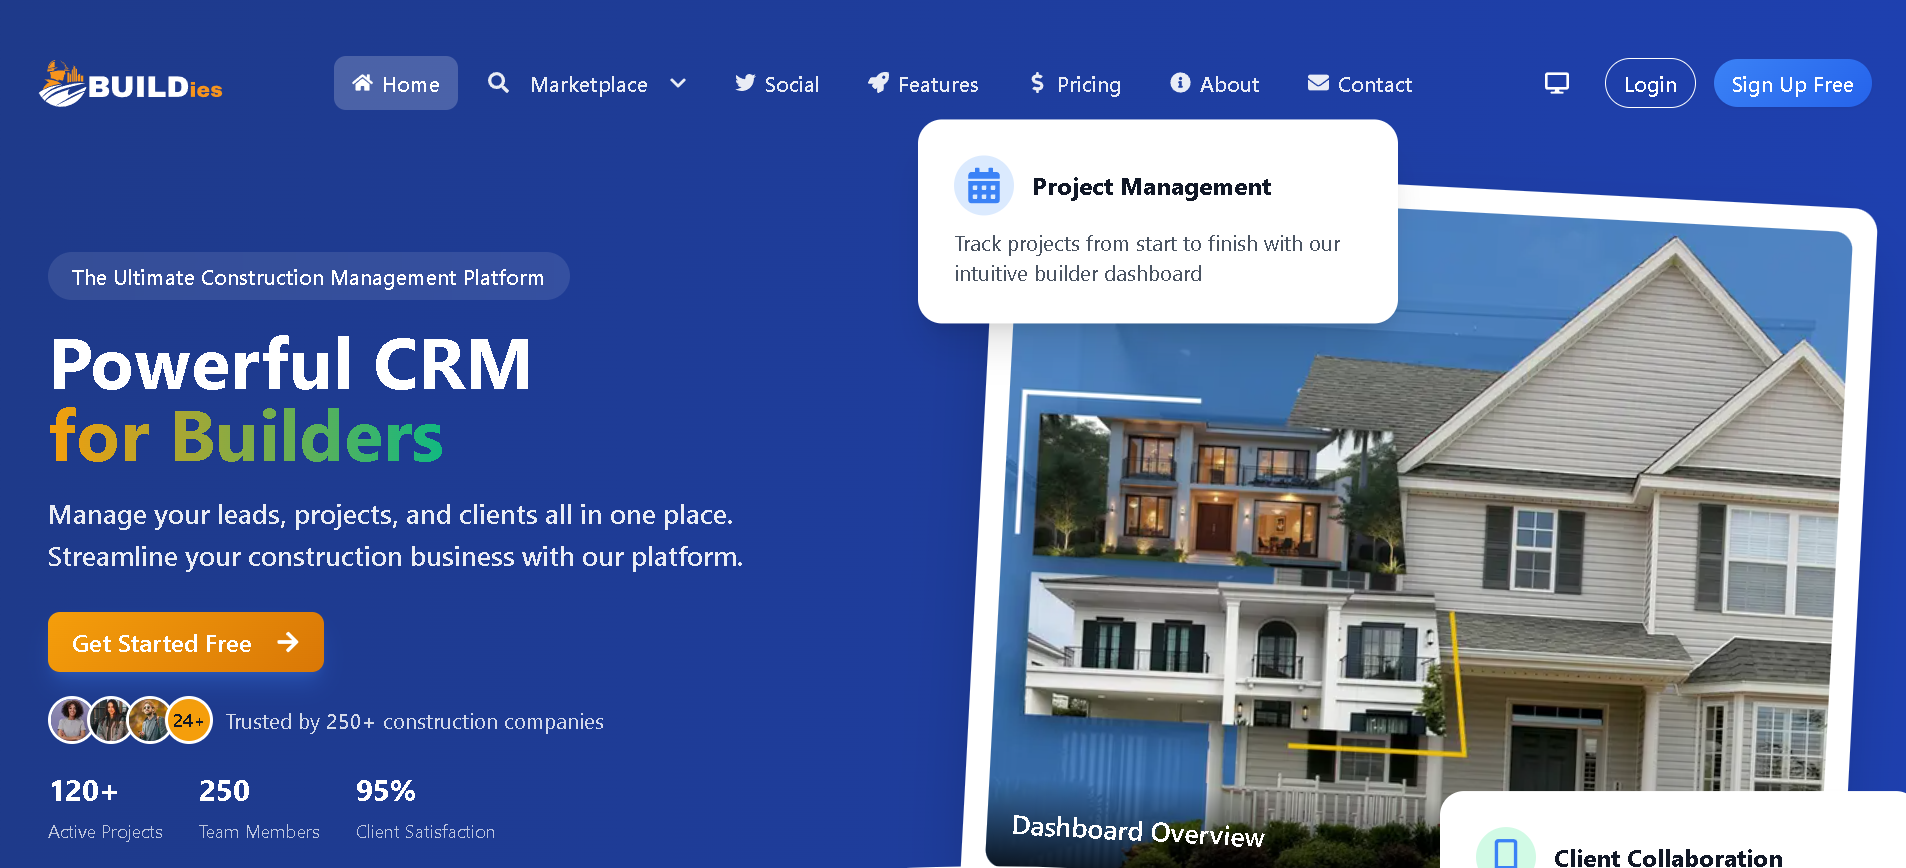 BUILDies
Home
Marketplace
Social
Features
Pricing
About
Contact
Login
Sign Up Free
Project Management
Track projects from start to finish with our
intuitive builder dashboard
The Ultimate Construction Management Platform
Powerful CRM
for Builders
Manage your leads, projects, and clients all in one place.
Streamline your construction business with our platform.
Get Started Free
24+
Trusted by 250+ construction companies
120+
Active Projects
250
Team Members
95%
Client Satisfaction
Dashboard Overview
Client Collaboration